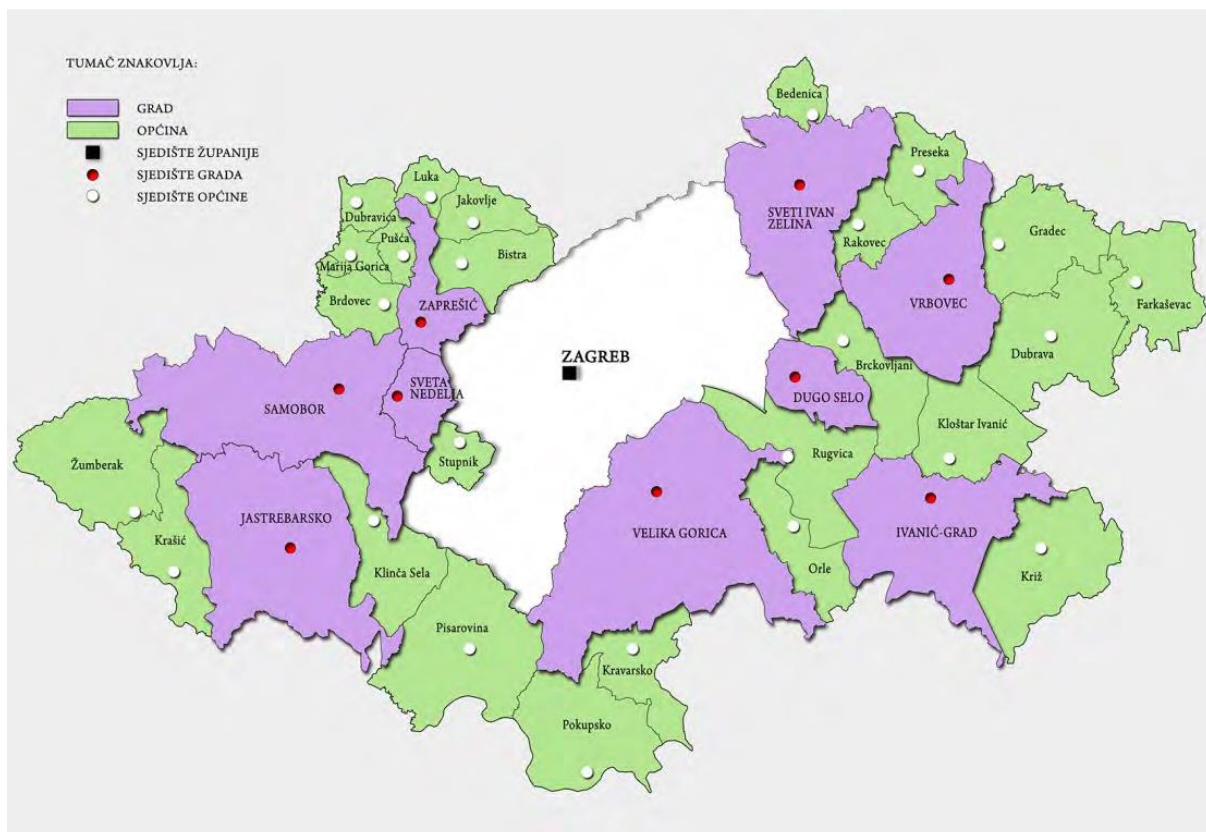 TUMAČ ZNAKOVLJA:
GRAD
OPĆINA
SJEDIŠTE ŽUPANIJE
SJEDIŠTE GRADA
SJEDIŠTE OPĆINE
Bedenica
Preseka
Luka
Jakovlje
Dubravica
Pušća
Marija Gorica
Bistra
Brdovec
ZAPREŠIĆ
SVETI IVAN
ZELINA
Rakovec
Gradec
VRBOVEC
Farkaševac
Dubrava
ZAGREB
Brckovljani
SVETA
NEDELJA
SAMOBOR
DUGO SELO
Kloštar Ivanić
Stupnik
Rugvica
Žumberak
JASTREBARSKO
VELIKA GORICA
IVANIĆ-GRAD
Krašić
Klinča Sela
Orle
Križ
Pisarovina
Kravarsko
Pokupsko